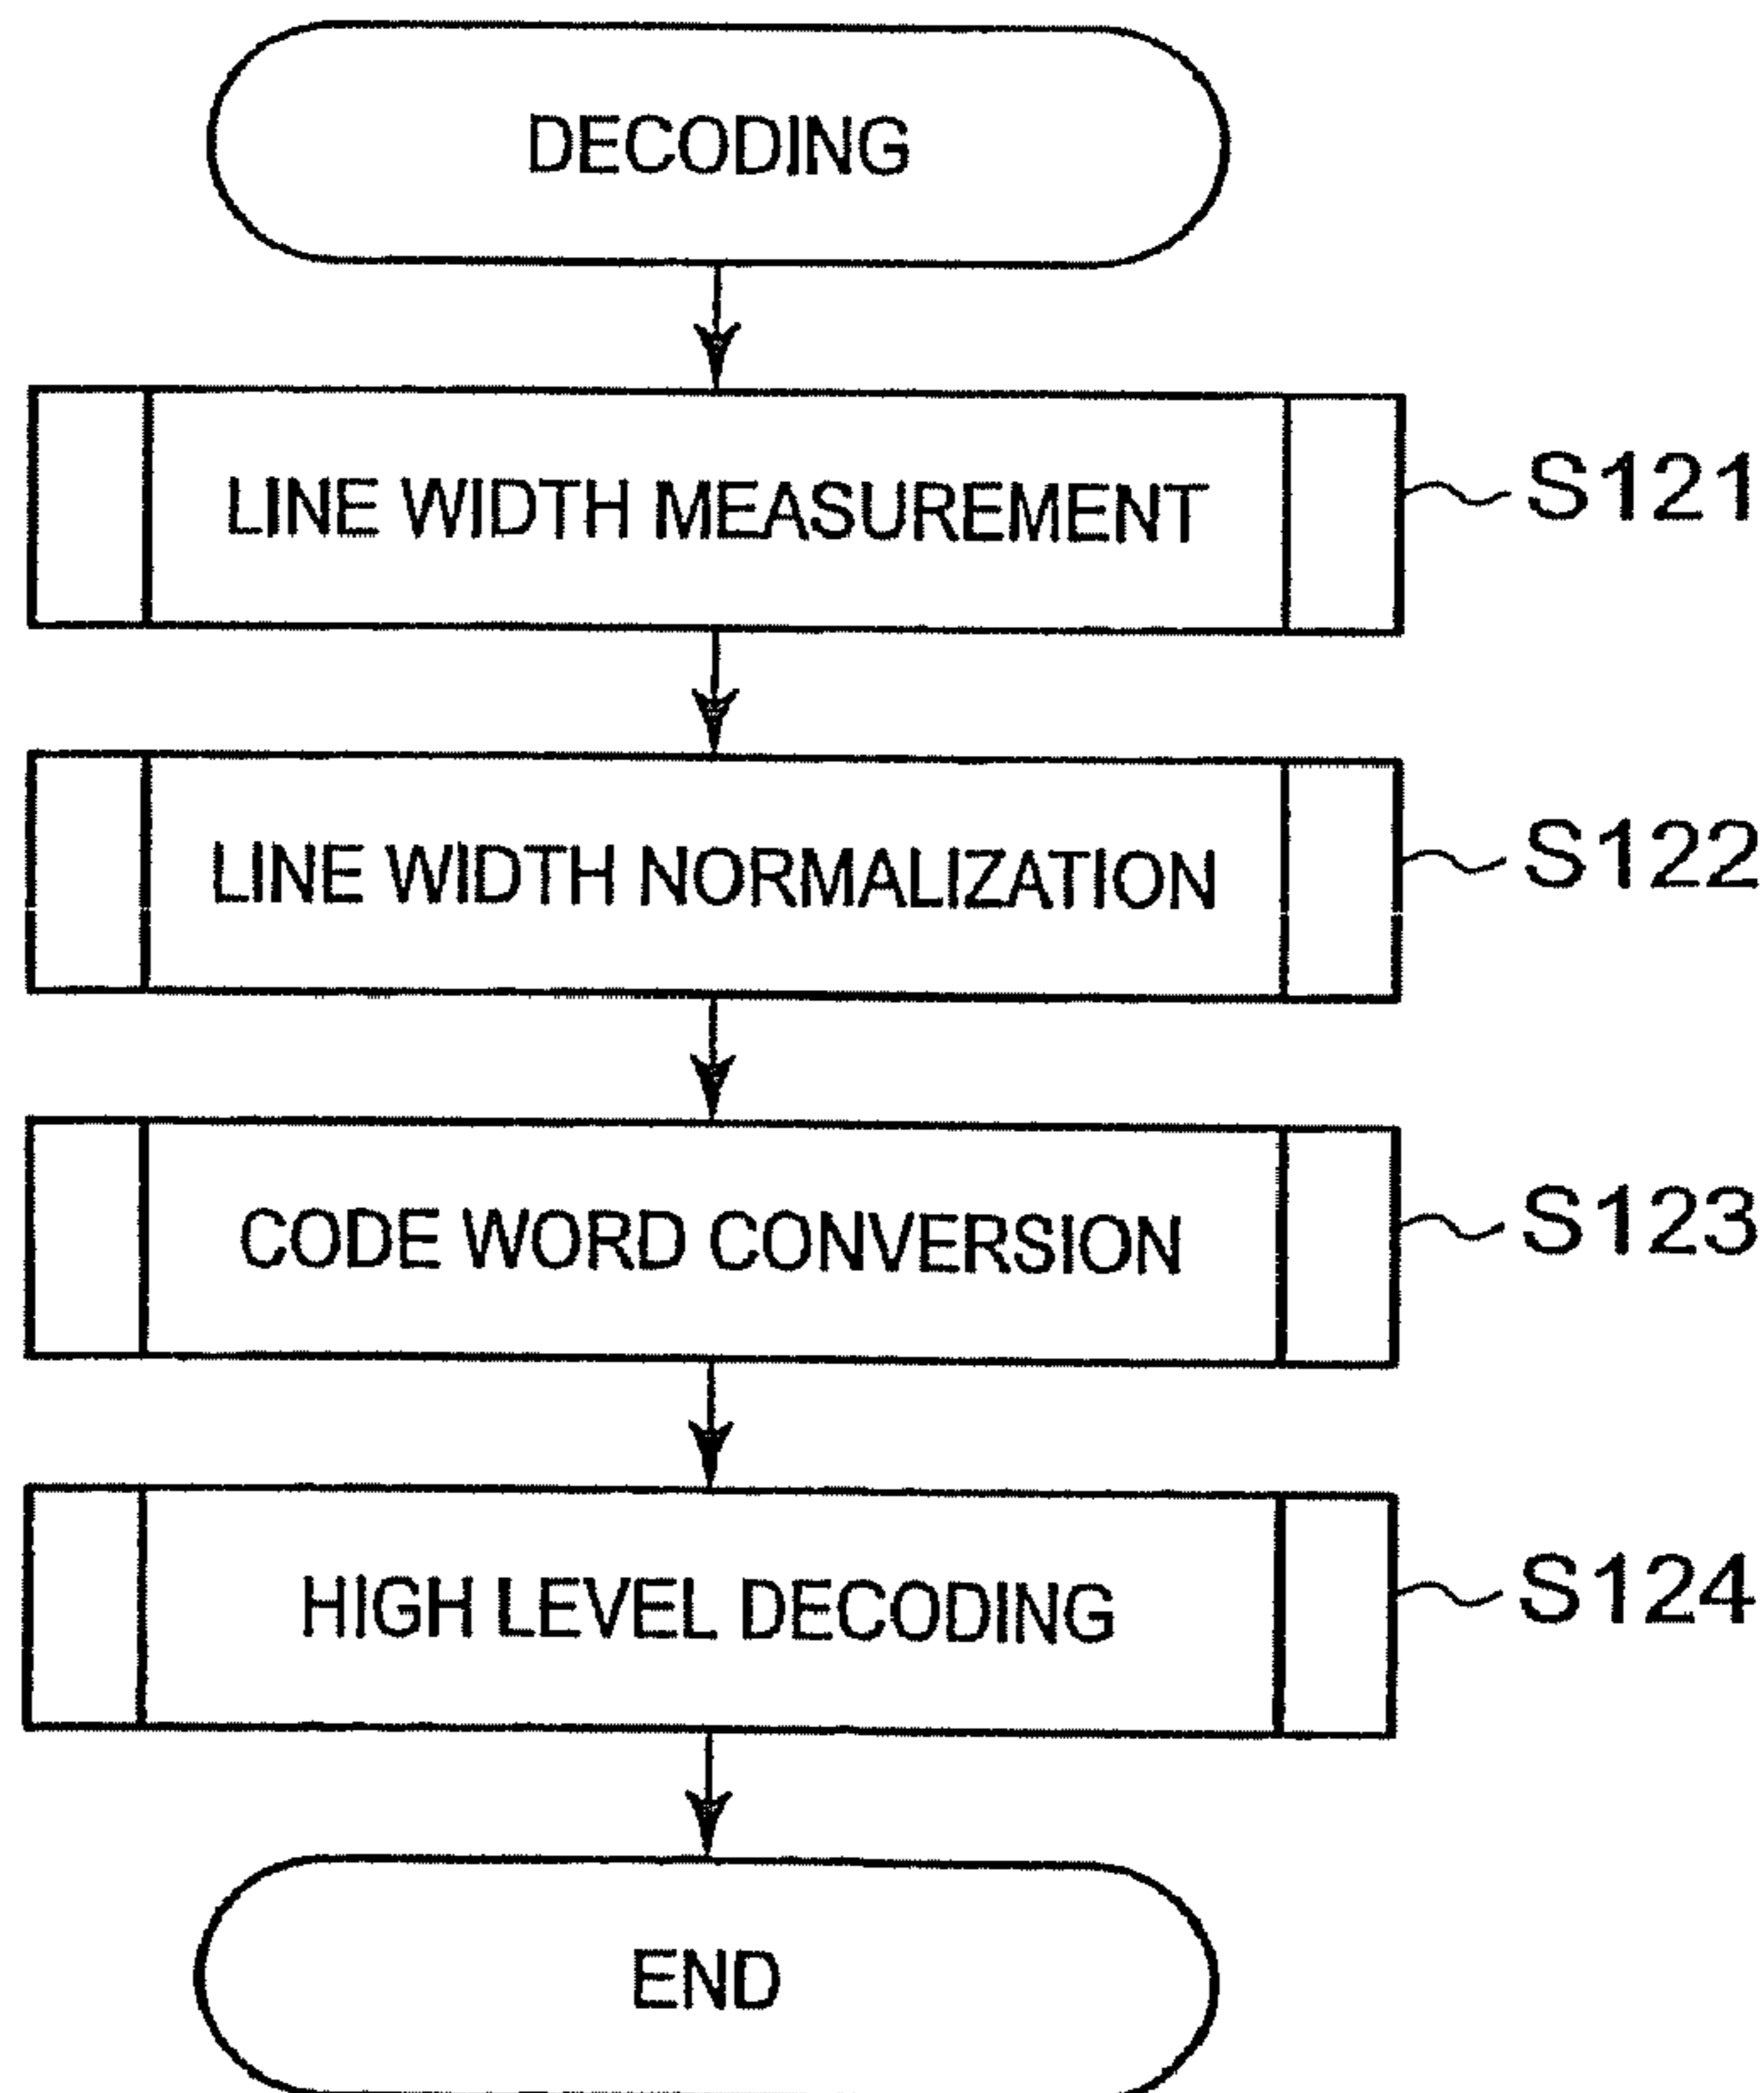 DECODING
LINE WIDTH MEASUREMENT
S121
LINE WIDTH NORMALIZATION
S122
CODE WORD CONVERSION
S123
HIGH LEVEL DECODING
S124
END